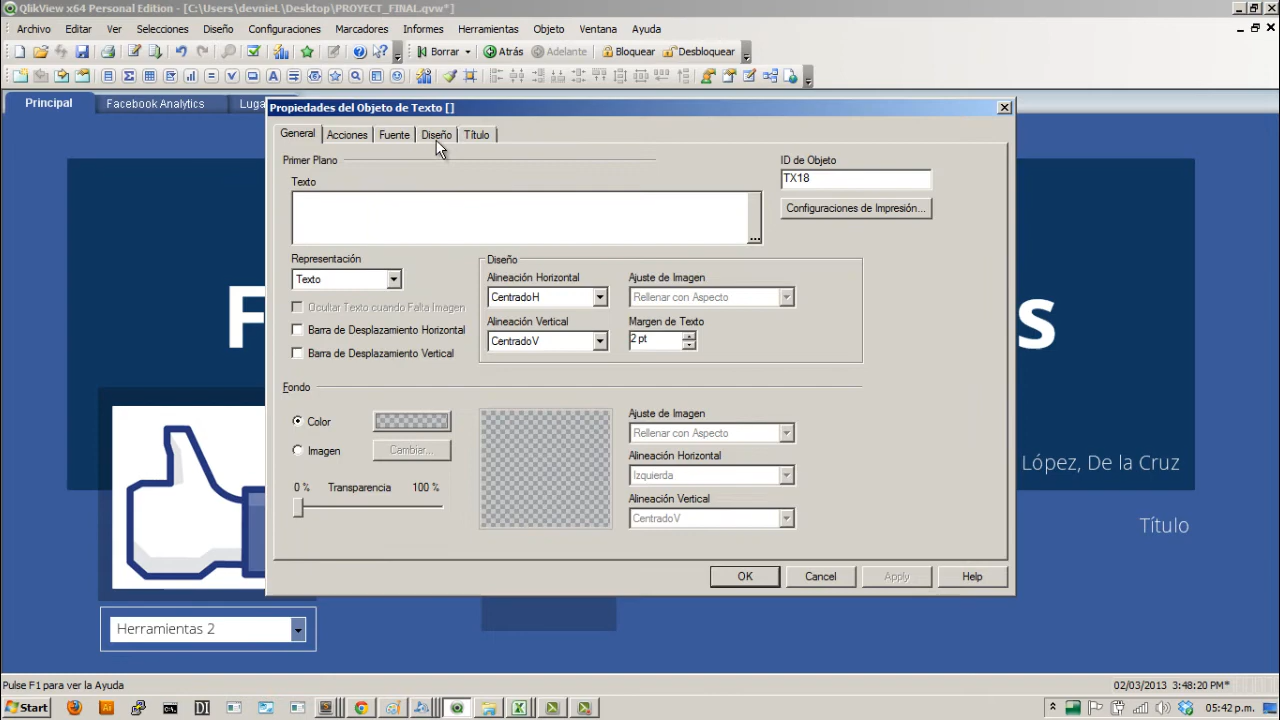 QlikView x64 Personal Edition - [C:\Users\devnieL\Desktop\PROYECT_FINAL.qvw*]
Archivo Editar Ver Selecciones Diseño Configuraciones Marcadores Informes Herramientas Objeto Ventana Ayuda
Borrar Atrás Adelante Bloquear Desbloquear
Principal Facebook Analytics Luga
Propiedades del Objeto de Texto []
General Acciones Fuente Diseño Título
Primer Plano
ID de Objeto
Texto
TX18
Configuraciones de Impresión...
...
Representación
Diseño
Texto
Alineación Horizontal
Ajuste de Imagen
CentradoH
Rellenar con Aspecto
Ocultar Texto cuando Falta Imagen
Barra de Desplazamiento Horizontal
Alineación Vertical
Margen de Texto
CentradoV
2 pt
Barra de Desplazamiento Vertical
F
s
Fondo
Color
Ajuste de Imagen
Rellenar con Aspecto
Imagen
Cambiar...
Alineación Horizontal
Izquierda
0 % Transparencia 100 %
Alineación Vertical
CentradoV
López, De la Cruz
Título
OK Cancel Apply Help
Herramientas 2
Pulse F1 para ver la Ayuda
02/03/2013 3:48:20 PM*
Start
DI
05:42 p.m.